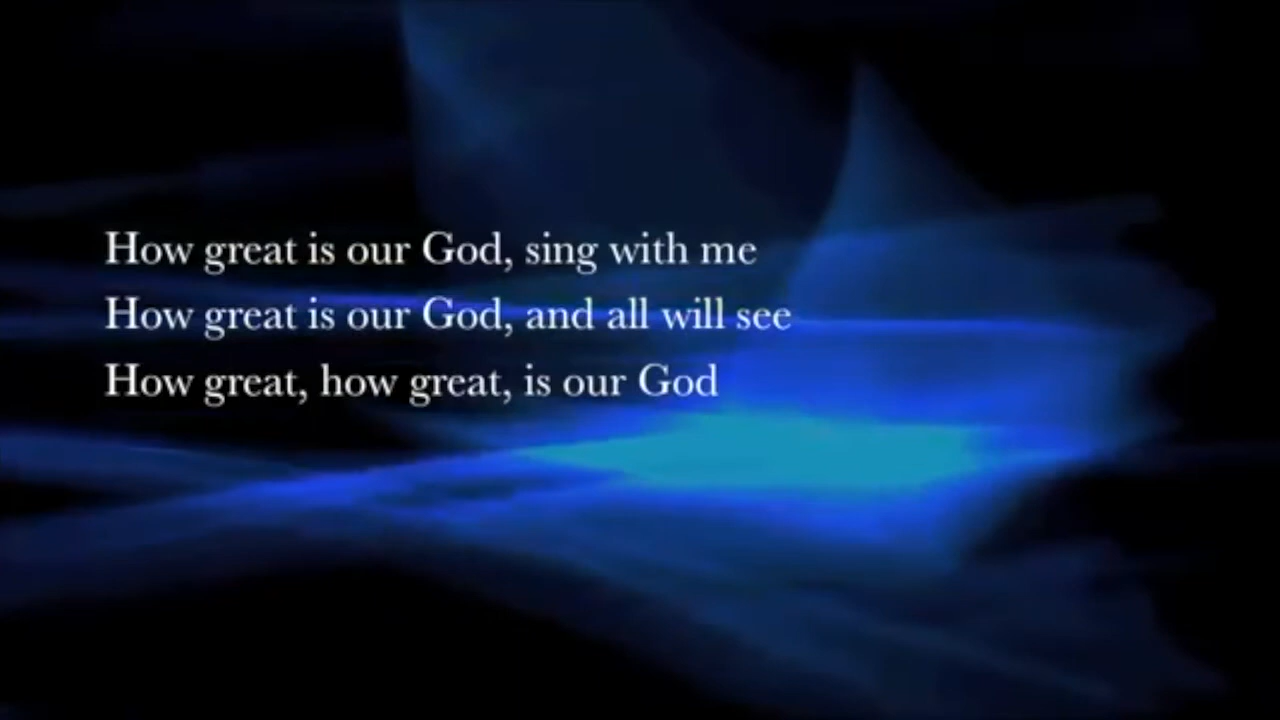 How great is our God, sing with me
How great is our God, and all will see
How great, how great, is our God